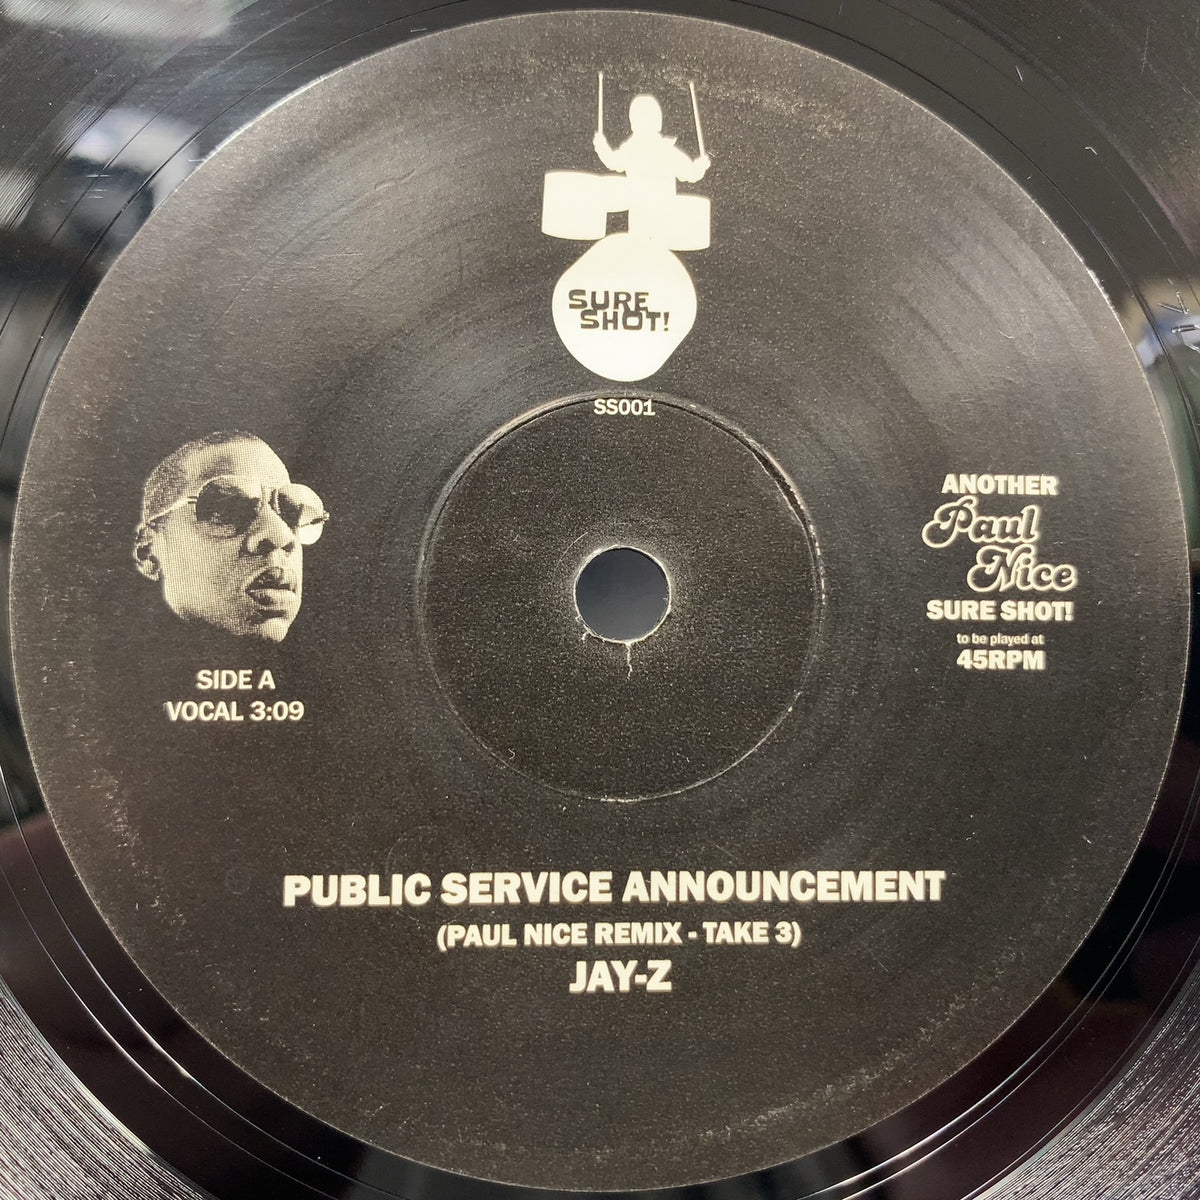 SURE
SHOT!
SS001
ANOTHER
Paul
Nice
SURE SHOT!
to be played at
45RPM
SIDE A
VOCAL 3:09
PUBLIC SERVICE ANNOUNCEMENT
(PAUL NICE REMIX - TAKE 3)
JAY-Z